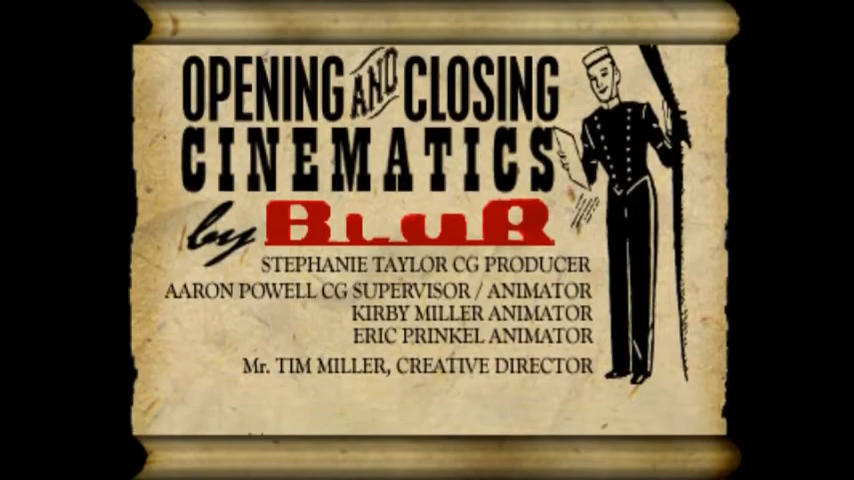 OPENING AND CLOSING
CINEMATICS
by BLUR
STEPHANIE TAYLOR CG PRODUCER
AARON POWELL CG SUPERVISOR / ANIMATOR
KIRBY MILLER ANIMATOR
ERIC PRINKEL ANIMATOR
Mr. TIM MILLER, CREATIVE DIRECTOR